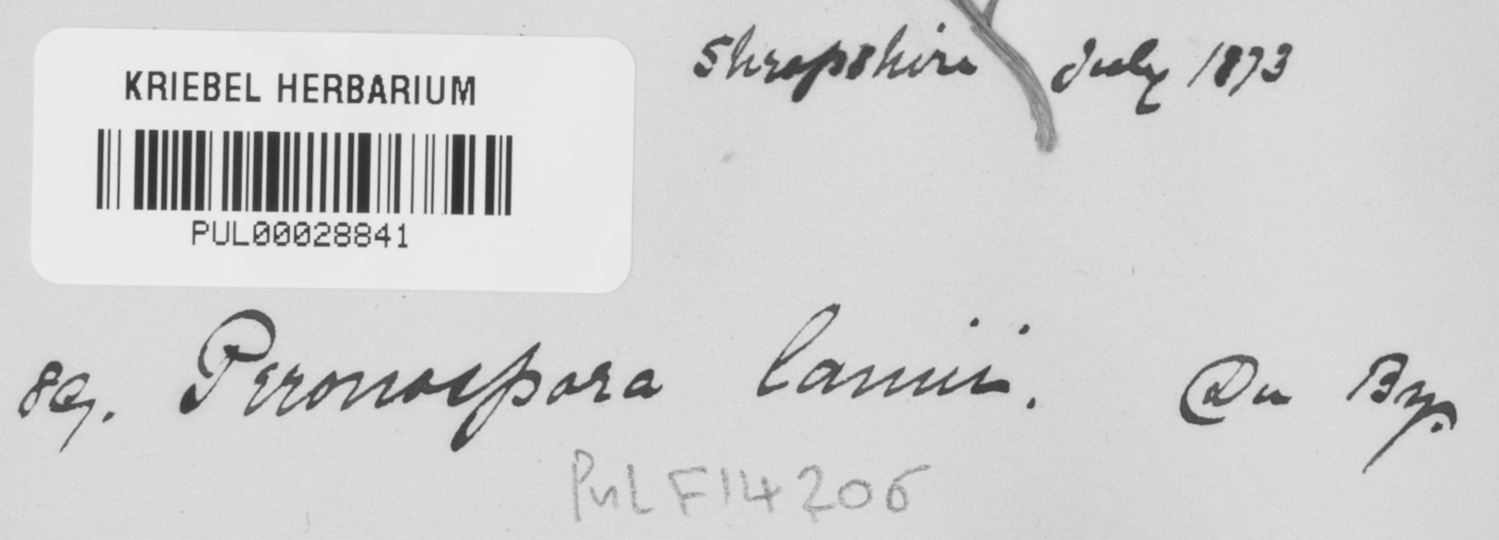 Shropshire July 1873
KRIEBEL HERBARIUM
PUL00028841
89. Peronospora lamii. De By.
PUL F14206